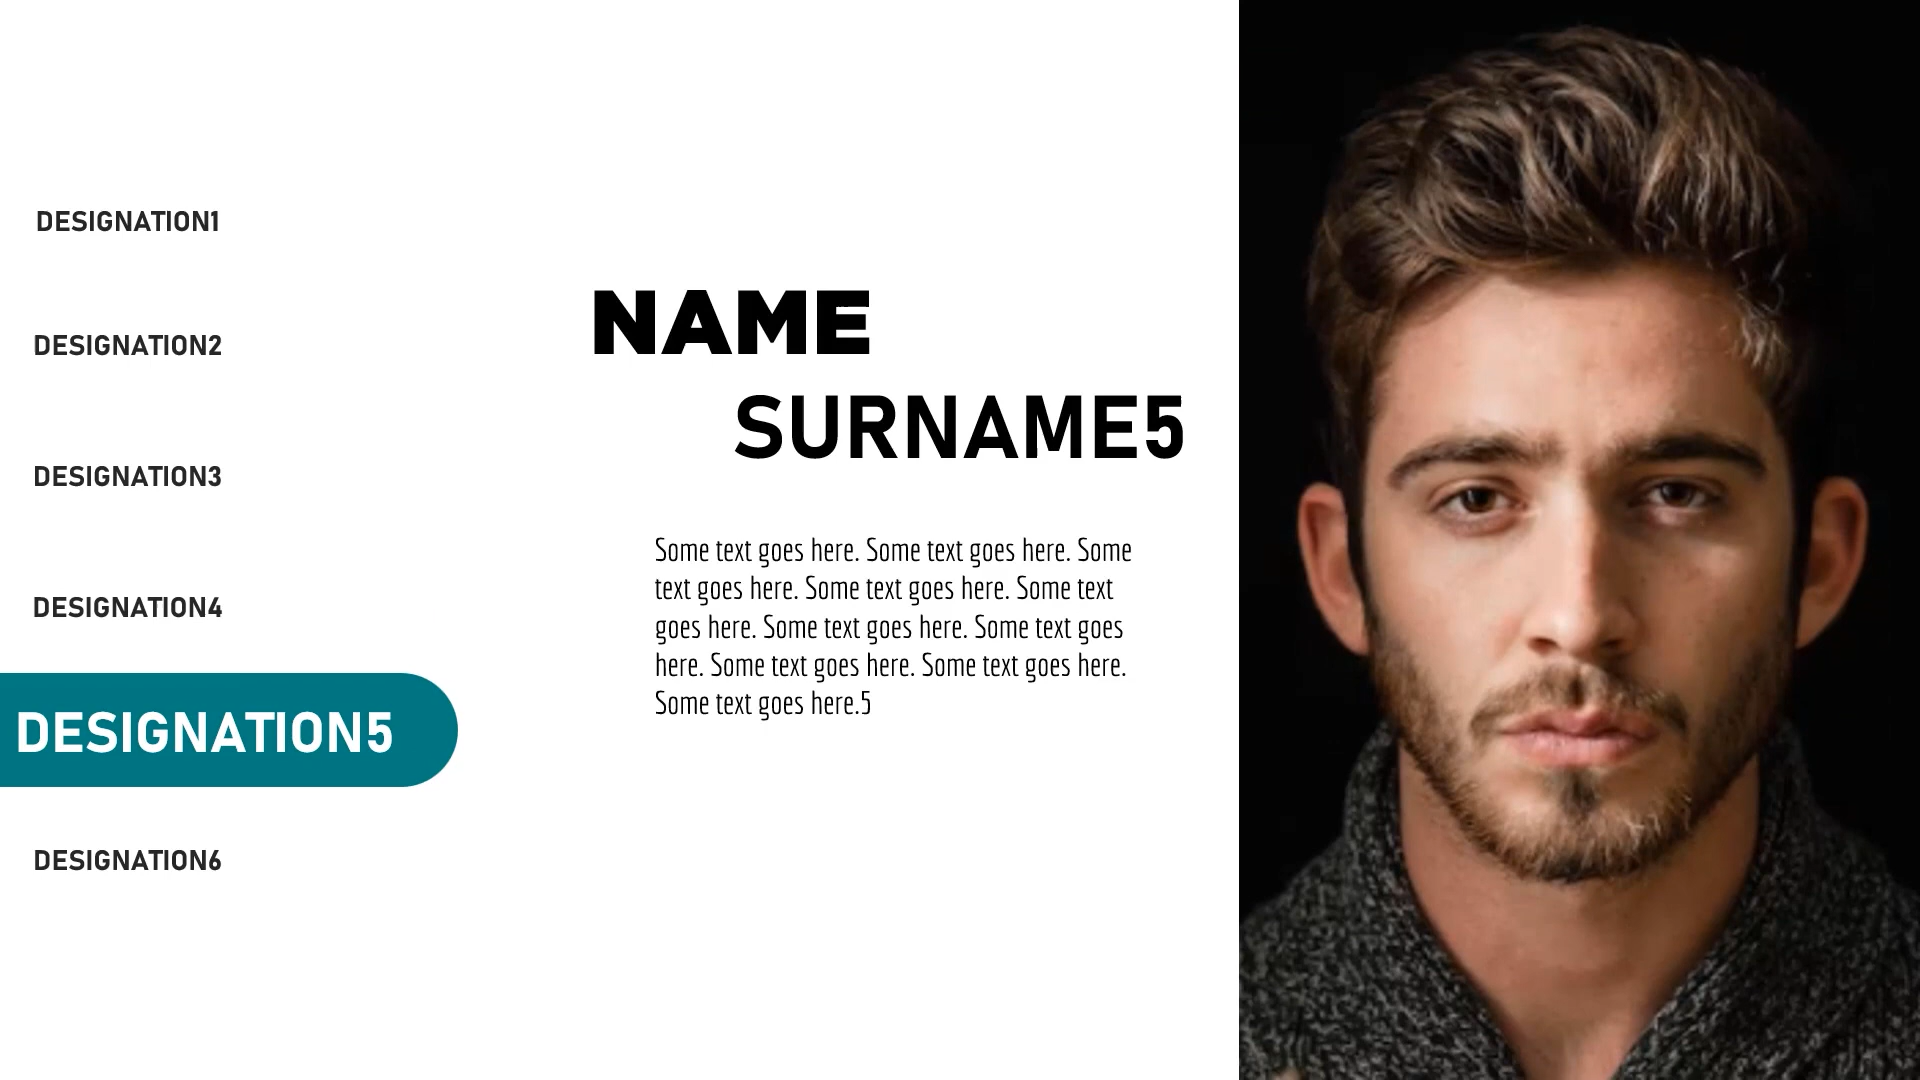 DESIGNATION1
DESIGNATION2
DESIGNATION3
DESIGNATION4
DESIGNATION5
DESIGNATION6
NAME
SURNAME5
Some text goes here. Some text goes here. Some
text goes here. Some text goes here. Some text
goes here. Some text goes here. Some text goes
here. Some text goes here. Some text goes here.
Some text goes here.5